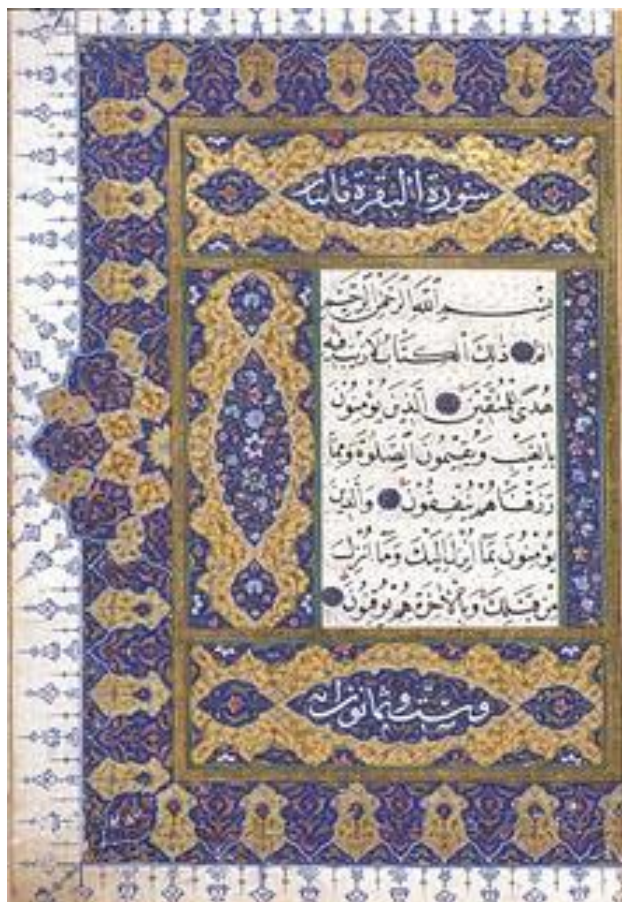 سورة البقرة مائتان
بسم الله الرحمن الرحيم
الم ذلك الكتاب لا ريب فيه
هدى للمتقين الذين يؤمنون
بالغيب ويقيمون الصلوة ومما
رزقناهم ينفقون والذين
يؤمنون بما انزل اليك وما انزل
من قبلك وبالآخرة هم يوقنون
وست وثمانون